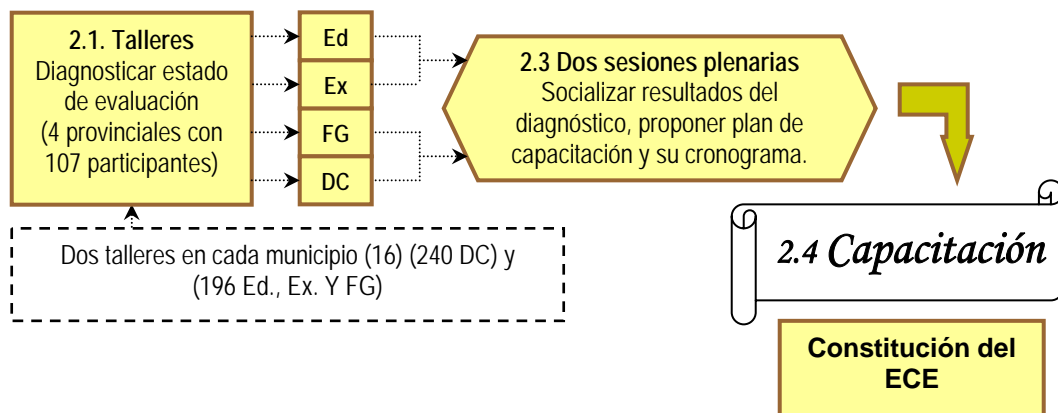 2.1. Talleres
Diagnosticar estado
de evaluación
(4 provinciales con
107 participantes)
Ed
Ex
FG
DC
2.3 Dos sesiones plenarias
Socializar resultados del
diagnóstico, proponer plan de
capacitación y su cronograma.
Dos talleres en cada municipio (16) (240 DC) y
(196 Ed., Ex. Y FG)
2.4 Capacitación
Constitución del
ECE